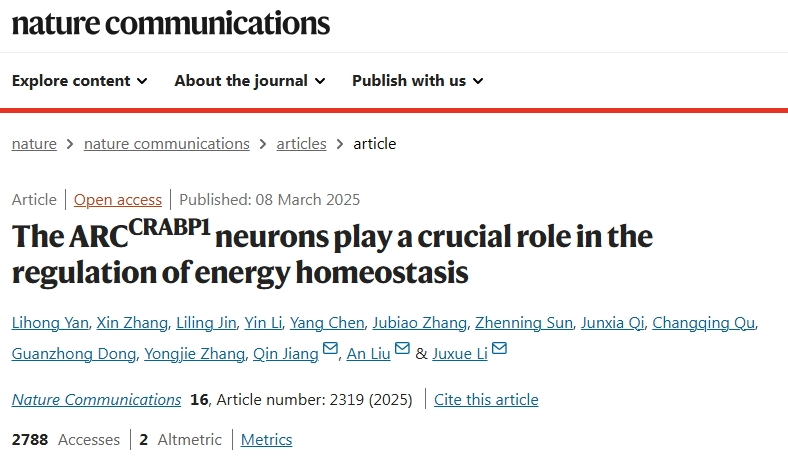 nature communications
Explore content About the journal Publish with us
nature > nature communications > articles > article
Article | Open access | Published: 08 March 2025
The ARC^CRABP1 neurons play a crucial role in the
regulation of energy homeostasis
Lihong Yan, Xin Zhang, Liling Jin, Yin Li, Yang Chen, Jubiao Zhang, Zhenning Sun, Junxia Qi, Changqing Qu,
Guanzhong Dong, Yongjie Zhang, Qin Jiang, An Liu & Juxue Li
Nature Communications 16, Article number: 2319 (2025) | Cite this article
2788 Accesses | 2 Altmetric | Metrics